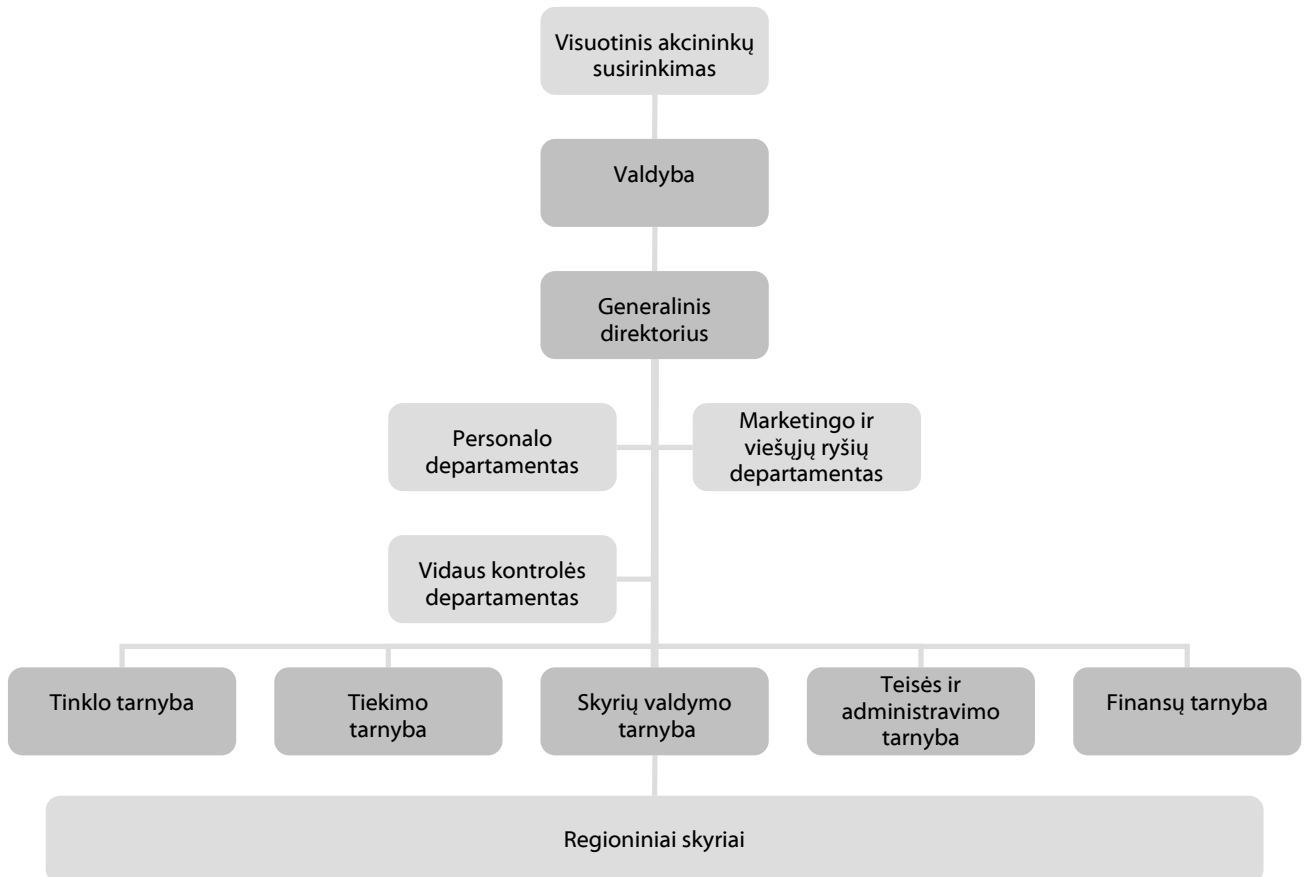 Visuotinis akcininkų
susirinkimas
Valdyba
Generalinis
direktorius
Personalo
departamentas
Marketingo ir
viešųjų ryšių
departamentas
Vidaus kontrolės
departamentas
Tinklo tarnyba
Tiekimo
tarnyba
Skyrių valdymo
tarnyba
Teisės ir
administravimo
tarnyba
Finansų tarnyba
Regioniniai skyriai